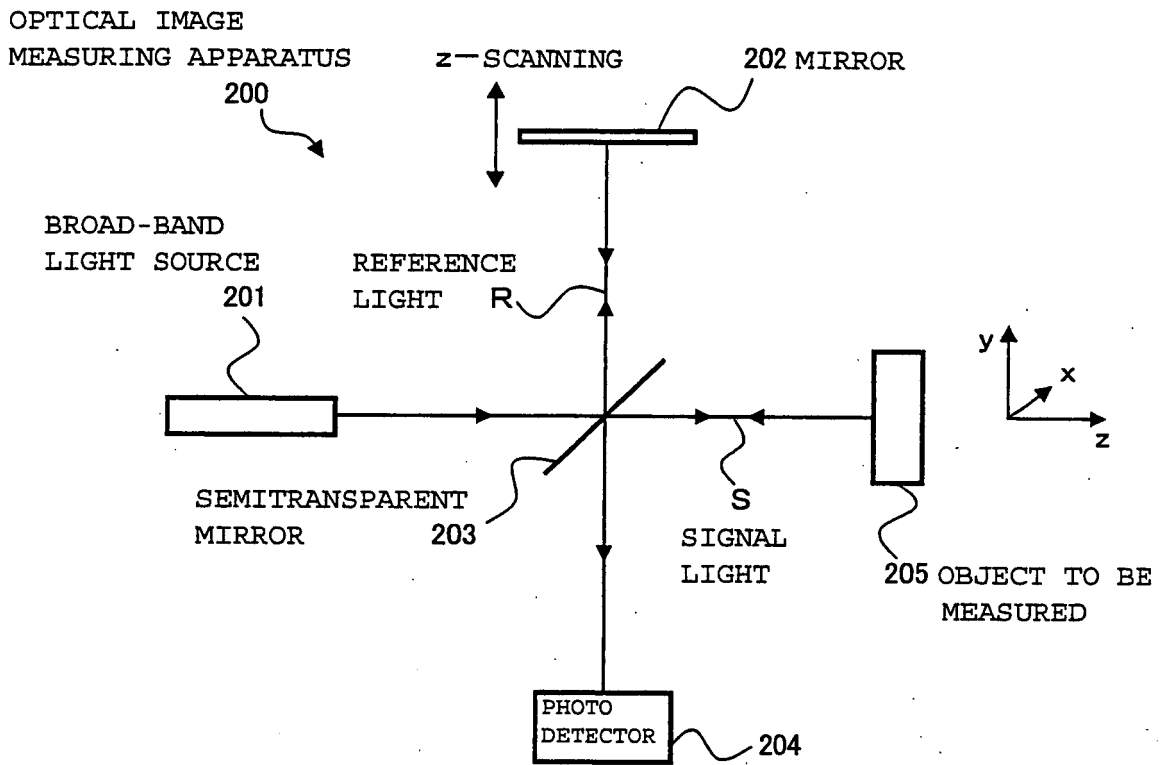 OPTICAL IMAGE
MEASURING APPARATUS
200
z—SCANNING
202 MIRROR
BROAD-BAND
LIGHT SOURCE
201
REFERENCE
LIGHT R
y
x
z
SEMITRANSPARENT
MIRROR 203
S
SIGNAL
LIGHT
205 OBJECT TO BE
MEASURED
PHOTO
DETECTOR
204